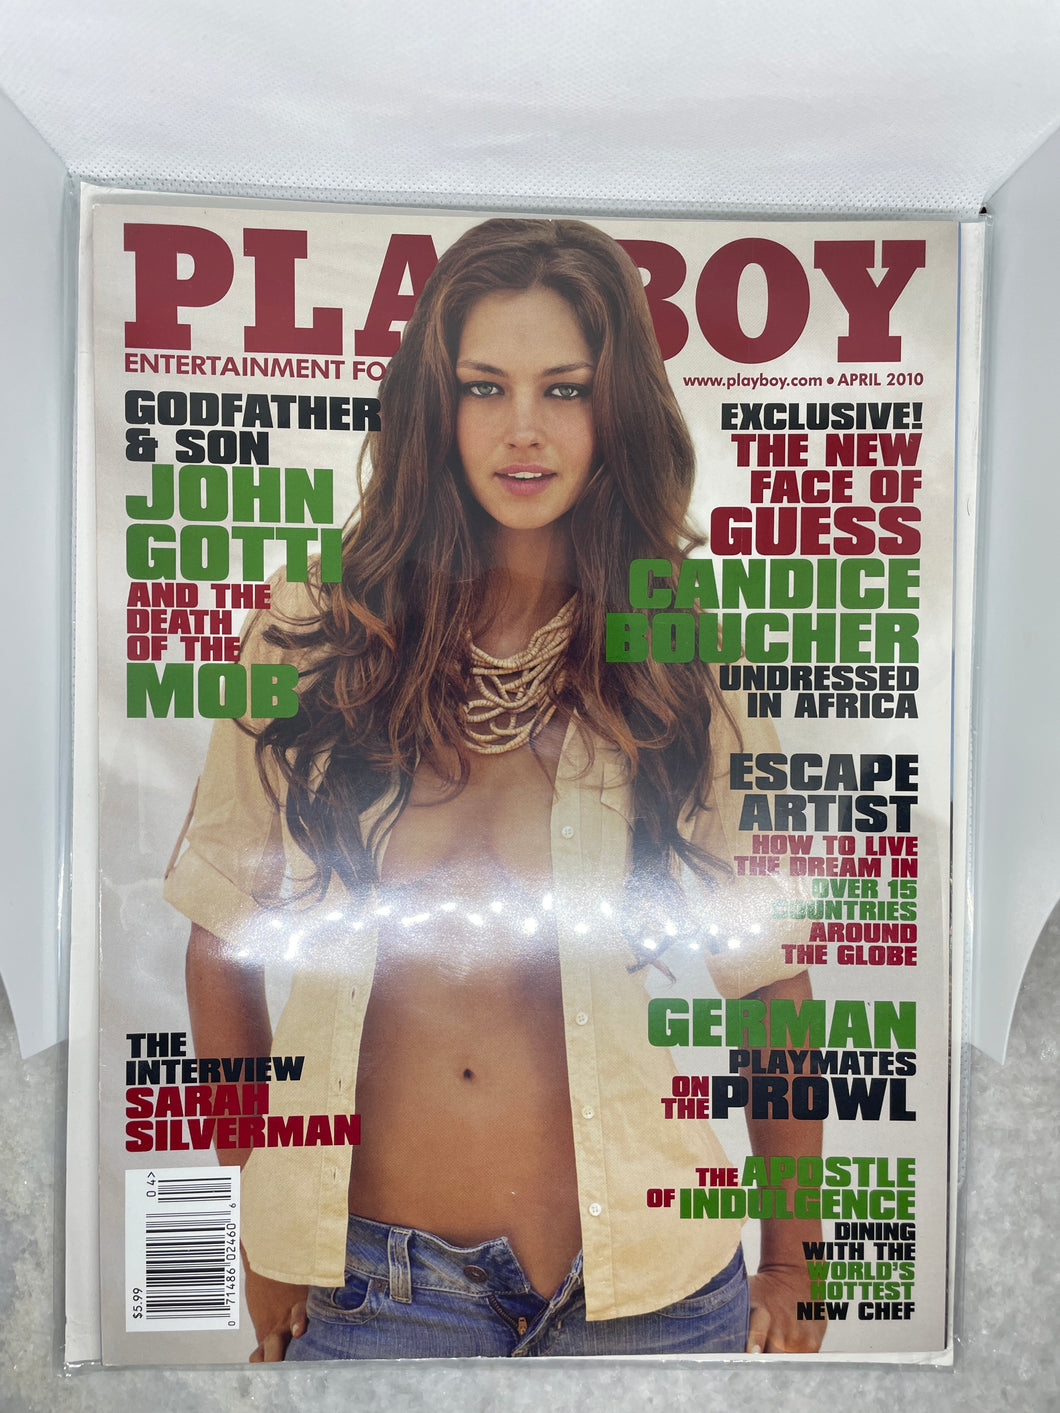 PLAYBOY
ENTERTAINMENT FO
www.playboy.com • APRIL 2010
GODFATHER
& SON
JOHN
GOTTI
AND THE
DEATH
OF THE
MOB
EXCLUSIVE!
THE NEW
FACE OF
GUESS
CANDICE
BOUCHER
UNDRESSED
IN AFRICA
ESCAPE
ARTIST
HOW TO LIVE
THE DREAM IN
OVER 15
COUNTRIES
AROUND
THE GLOBE
GERMAN
PLAYMATES
ON THE PROWL
THE APOSTLE
OF INDULGENCE
DINING
WITH THE
WORLD'S
HOTTEST
NEW CHEF
THE
INTERVIEW
SARAH
SILVERMAN
04>
$5.99
0 71486 02460 6